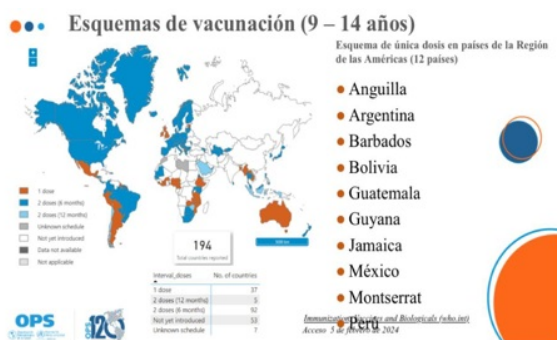 Esquemas de vacunación (9 – 14 años)
Esquema de única dosis en países de la Región
de las Américas (12 países)
Anguilla
Argentina
Barbados
Bolivia
Guatemala
Guyana
Jamaica
México
Montserrat
Perú
1 dose
2 doses (6 months)
2 doses (12 months)
Unknown schedule
Not yet introduced
Data not available
Not applicable
194
Total countries reported
Interval_doses No. of countries
1 dose 37
2 doses (12 months) 5
2 doses (6 months) 92
Not yet introduced 53
Unknown schedule 7
Immunization, Vaccines and Biologicals (who.int)
Acceso 5 de febrero de 2024
OPS
OPS 120